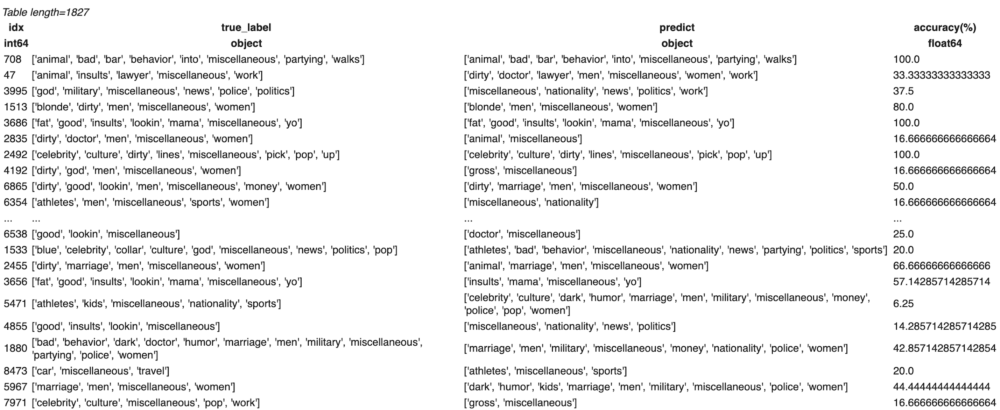 Table length=1827
idx true_label predict accuracy(%)
int64 object object float64
708 ['animal', 'bad', 'bar', 'behavior', 'into', 'miscellaneous', 'partying', 'walks'] ['animal', 'bad', 'bar', 'behavior', 'into', 'miscellaneous', 'partying', 'walks'] 100.0
47 ['animal', 'insults', 'lawyer', 'miscellaneous', 'work'] ['dirty', 'doctor', 'lawyer', 'men', 'miscellaneous', 'women', 'work'] 33.33333333333333
3995 ['god', 'military', 'miscellaneous', 'news', 'police', 'politics'] ['miscellaneous', 'nationality', 'news', 'politics', 'work'] 37.5
1513 ['blonde', 'dirty', 'men', 'miscellaneous', 'women'] ['blonde', 'men', 'miscellaneous', 'women'] 80.0
3686 ['fat', 'good', 'insults', 'lookin', 'mama', 'miscellaneous', 'yo'] ['fat', 'good', 'insults', 'lookin', 'mama', 'miscellaneous', 'yo'] 100.0
2835 ['dirty', 'doctor', 'men', 'miscellaneous', 'women'] ['animal', 'miscellaneous'] 16.666666666666664
2492 ['celebrity', 'culture', 'dirty', 'lines', 'miscellaneous', 'pick', 'pop', 'up'] ['celebrity', 'culture', 'dirty', 'lines', 'miscellaneous', 'pick', 'pop', 'up'] 100.0
4192 ['dirty', 'god', 'men', 'miscellaneous', 'women'] ['gross', 'miscellaneous'] 16.666666666666664
6865 ['dirty', 'good', 'lookin', 'men', 'miscellaneous', 'money', 'women'] ['dirty', 'marriage', 'men', 'miscellaneous', 'women'] 50.0
6354 ['athletes', 'men', 'miscellaneous', 'sports', 'women'] ['miscellaneous', 'nationality'] 16.666666666666664
... ... ... ...
6538 ['good', 'lookin', 'miscellaneous'] ['doctor', 'miscellaneous'] 25.0
1533 ['blue', 'celebrity', 'collar', 'culture', 'god', 'miscellaneous', 'news', 'politics', 'pop'] ['athletes', 'bad', 'behavior', 'miscellaneous', 'nationality', 'news', 'partying', 'politics', 'sports'] 20.0
2455 ['dirty', 'marriage', 'men', 'miscellaneous', 'women'] ['animal', 'marriage', 'men', 'miscellaneous', 'women'] 66.66666666666666
3656 ['fat', 'good', 'insults', 'lookin', 'mama', 'miscellaneous', 'yo'] ['insults', 'mama', 'miscellaneous', 'yo'] 57.14285714285714
5471 ['athletes', 'kids', 'miscellaneous', 'nationality', 'sports'] ['celebrity', 'culture', 'dark', 'humor', 'marriage', 'men', 'military', 'miscellaneous', 'money',
'police', 'pop', 'women'] 6.25
4855 ['good', 'insults', 'lookin', 'miscellaneous'] ['miscellaneous', 'nationality', 'news', 'politics'] 14.285714285714285
1880 ['bad', 'behavior', 'dark', 'doctor', 'humor', 'marriage', 'men', 'military', 'miscellaneous',
'partying', 'police', 'women'] ['marriage', 'men', 'military', 'miscellaneous', 'money', 'nationality', 'police', 'women'] 42.857142857142854
8473 ['car', 'miscellaneous', 'travel'] ['athletes', 'miscellaneous', 'sports'] 20.0
5967 ['marriage', 'men', 'miscellaneous', 'women'] ['dark', 'humor', 'kids', 'marriage', 'men', 'military', 'miscellaneous', 'police', 'women'] 44.44444444444444
7971 ['celebrity', 'culture', 'miscellaneous', 'pop', 'work'] ['gross', 'miscellaneous'] 16.666666666666664